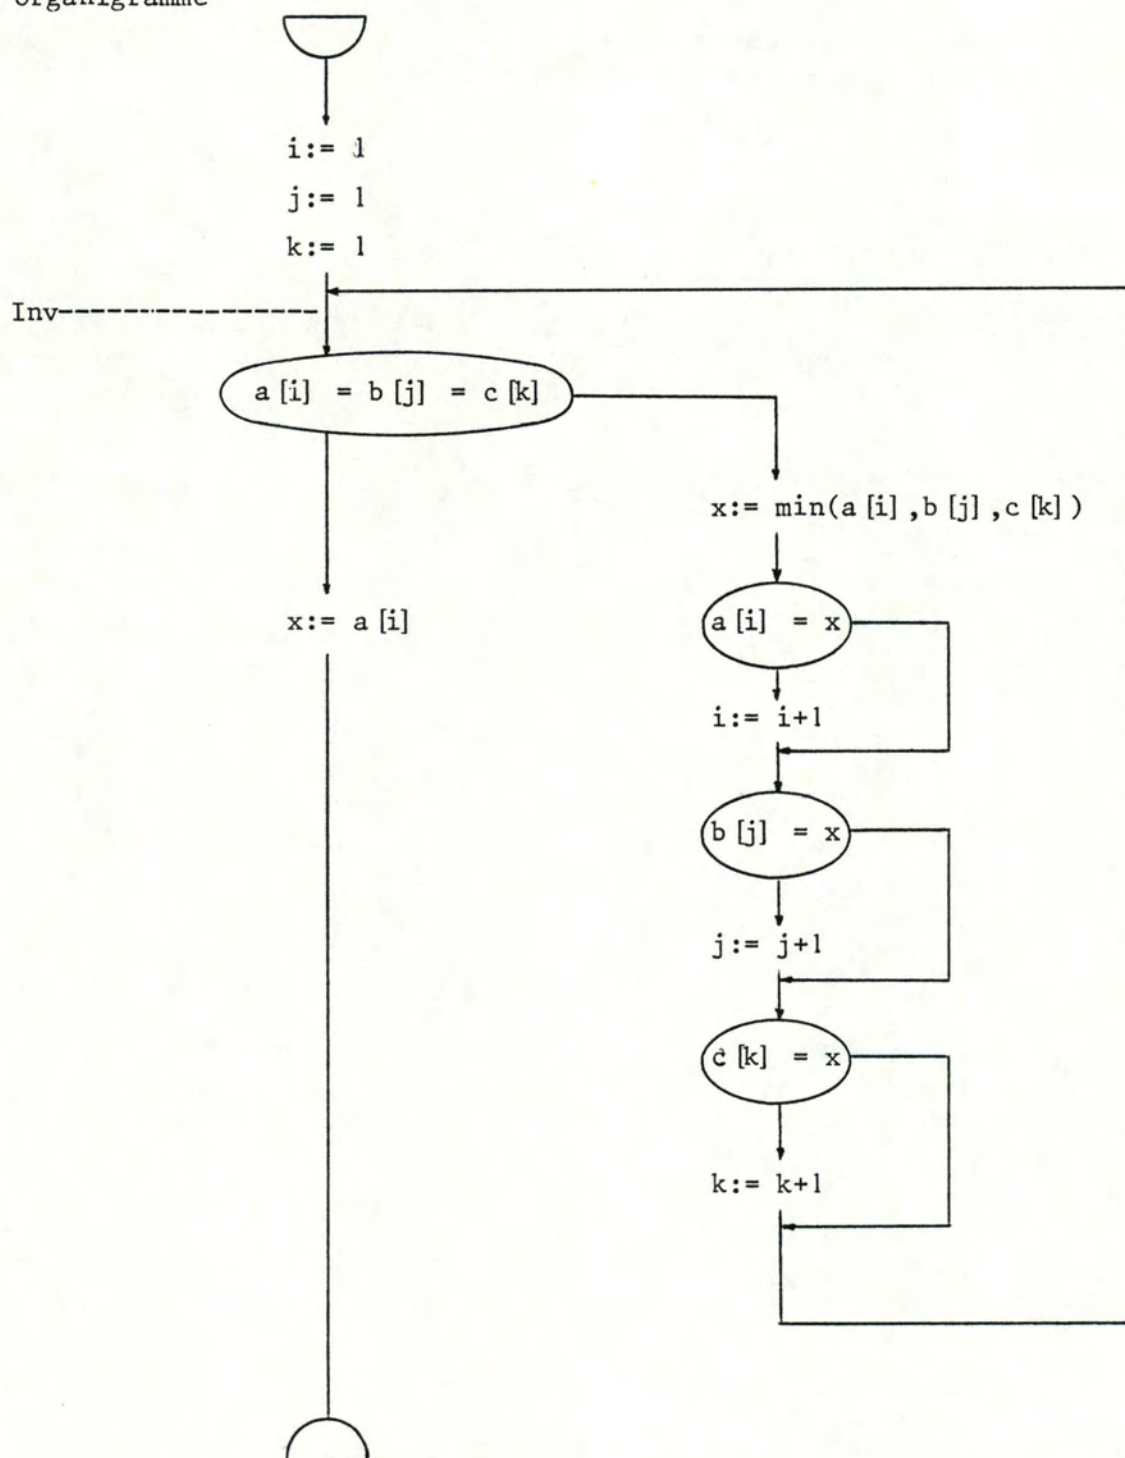 Organigramme
i:= 1
j:= 1
k:= 1
Inv
a [i] = b [j] = c [k]
x:= min(a [i] ,b [j] ,c [k] )
x:= a [i]
a [i] = x
i:= i+1
b [j] = x
j:= j+1
c [k] = x
k:= k+1